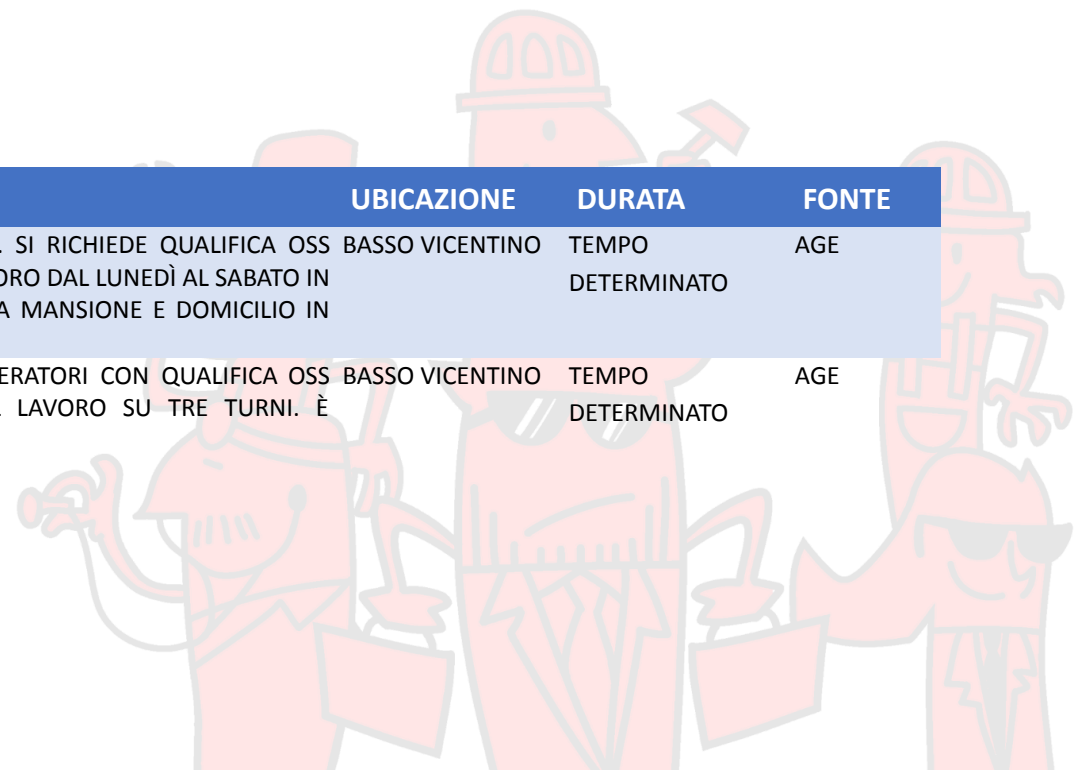 UBICAZIONE DURATA FONTE
. SI RICHIEDE QUALIFICA OSS BASSO VICENTINO TEMPO AGE
ORO DAL LUNEDÌ AL SABATO IN DETERMINATO
A MANSIONE E DOMICILIO IN
ERATORI CON QUALIFICA OSS BASSO VICENTINO TEMPO AGE
LAVORO SU TRE TURNI. È DETERMINATO